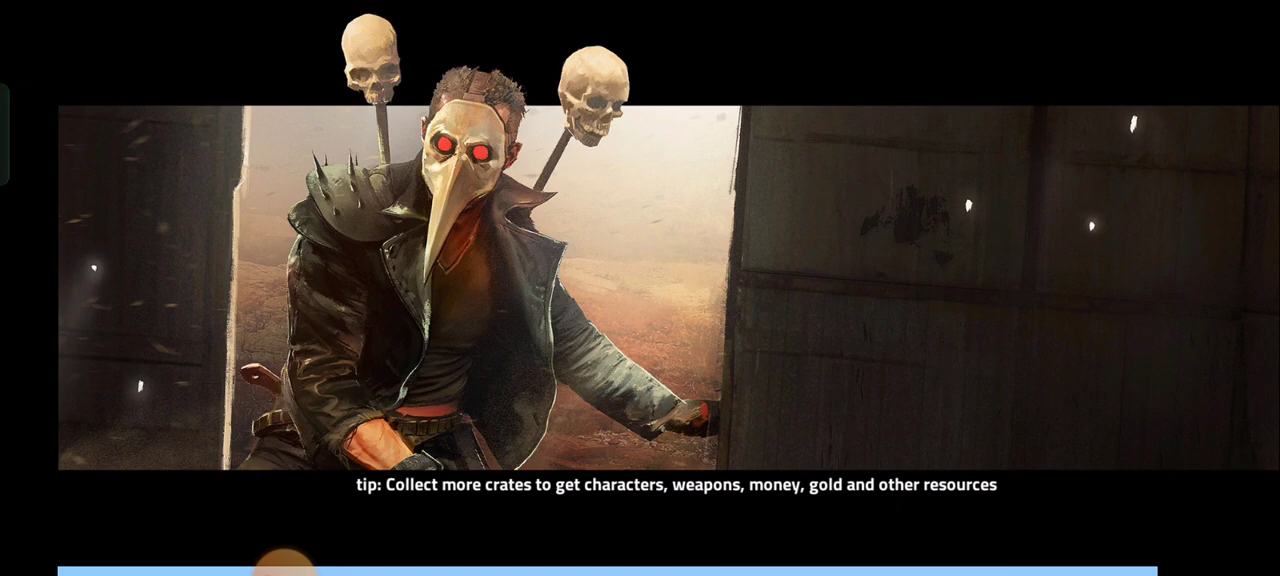 tip: Collect more crates to get characters, weapons, money, gold and other resources